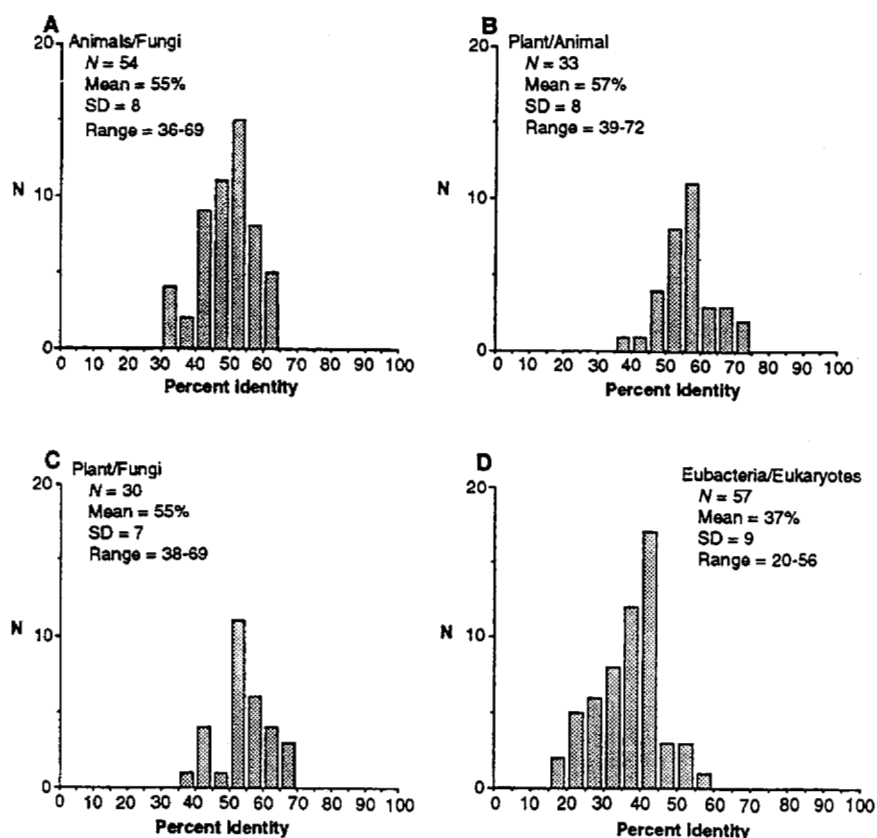 A
Animals/Fungi
N = 54
Mean = 55%
SD = 8
Range = 36-69
20
10
0
N
0 10 20 30 40 50 60 70 80 90 100
Percent identity
B
Plant/Animal
N = 33
Mean = 57%
SD = 8
Range = 39-72
20
10
0
N
0 10 20 30 40 50 60 70 80 90 100
Percent identity
C
Plant/Fungi
N = 30
Mean = 55%
SD = 7
Range = 38-69
20
10
0
N
0 10 20 30 40 50 60 70 80 90 100
Percent identity
D
Eubacteria/Eukaryotes
N = 57
Mean = 37%
SD = 9
Range = 20-56
20
10
0
N
0 20 30 40 50 60 70 80 90 100
Percent identity